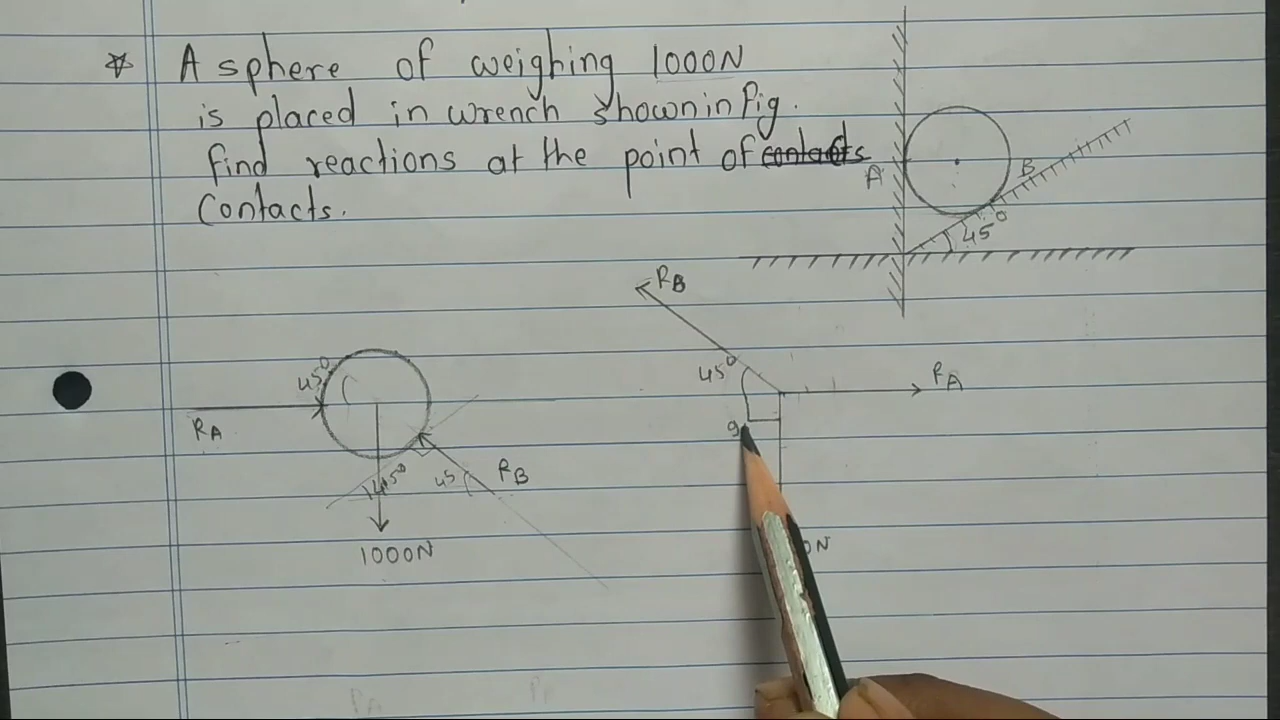 A sphere of weighing 1000N
is placed in wrench shown in fig.
find reactions at the point of contacts
Contacts.
A
B
45°
RB
45°
RA
45°
RA
9
45°
45
RB
1000N